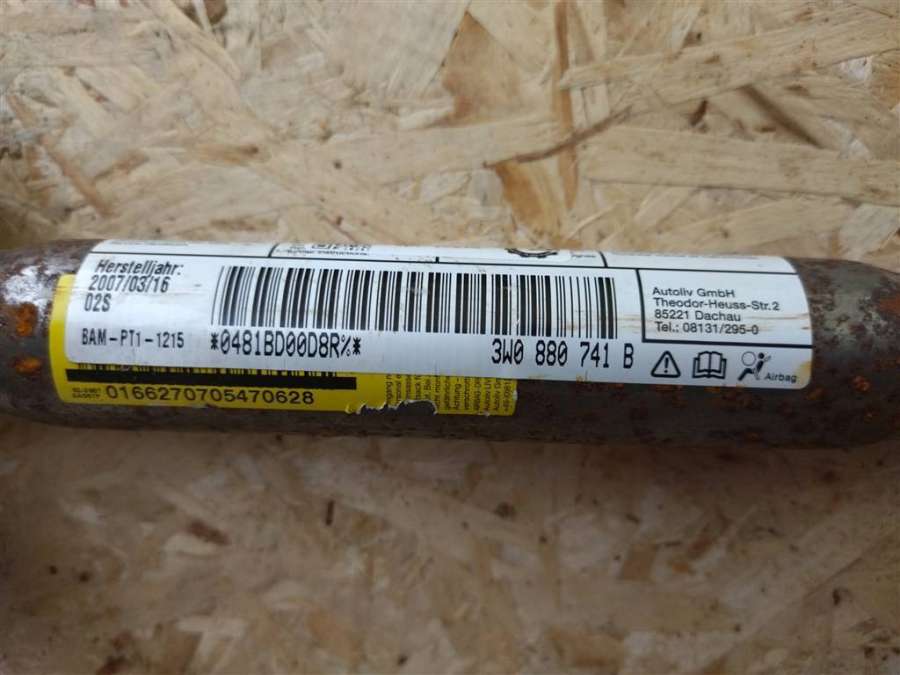 Herstelljahr:
2007/03/16
02S
BAM-PT1-1215
*0481BD00D8R%*
3W0 880 741 B
Autoliv GmbH
Theodor-Heuss-Str.2
85221 Dachau
Tel.: 08131/295-0
Airbag
0166270705470628